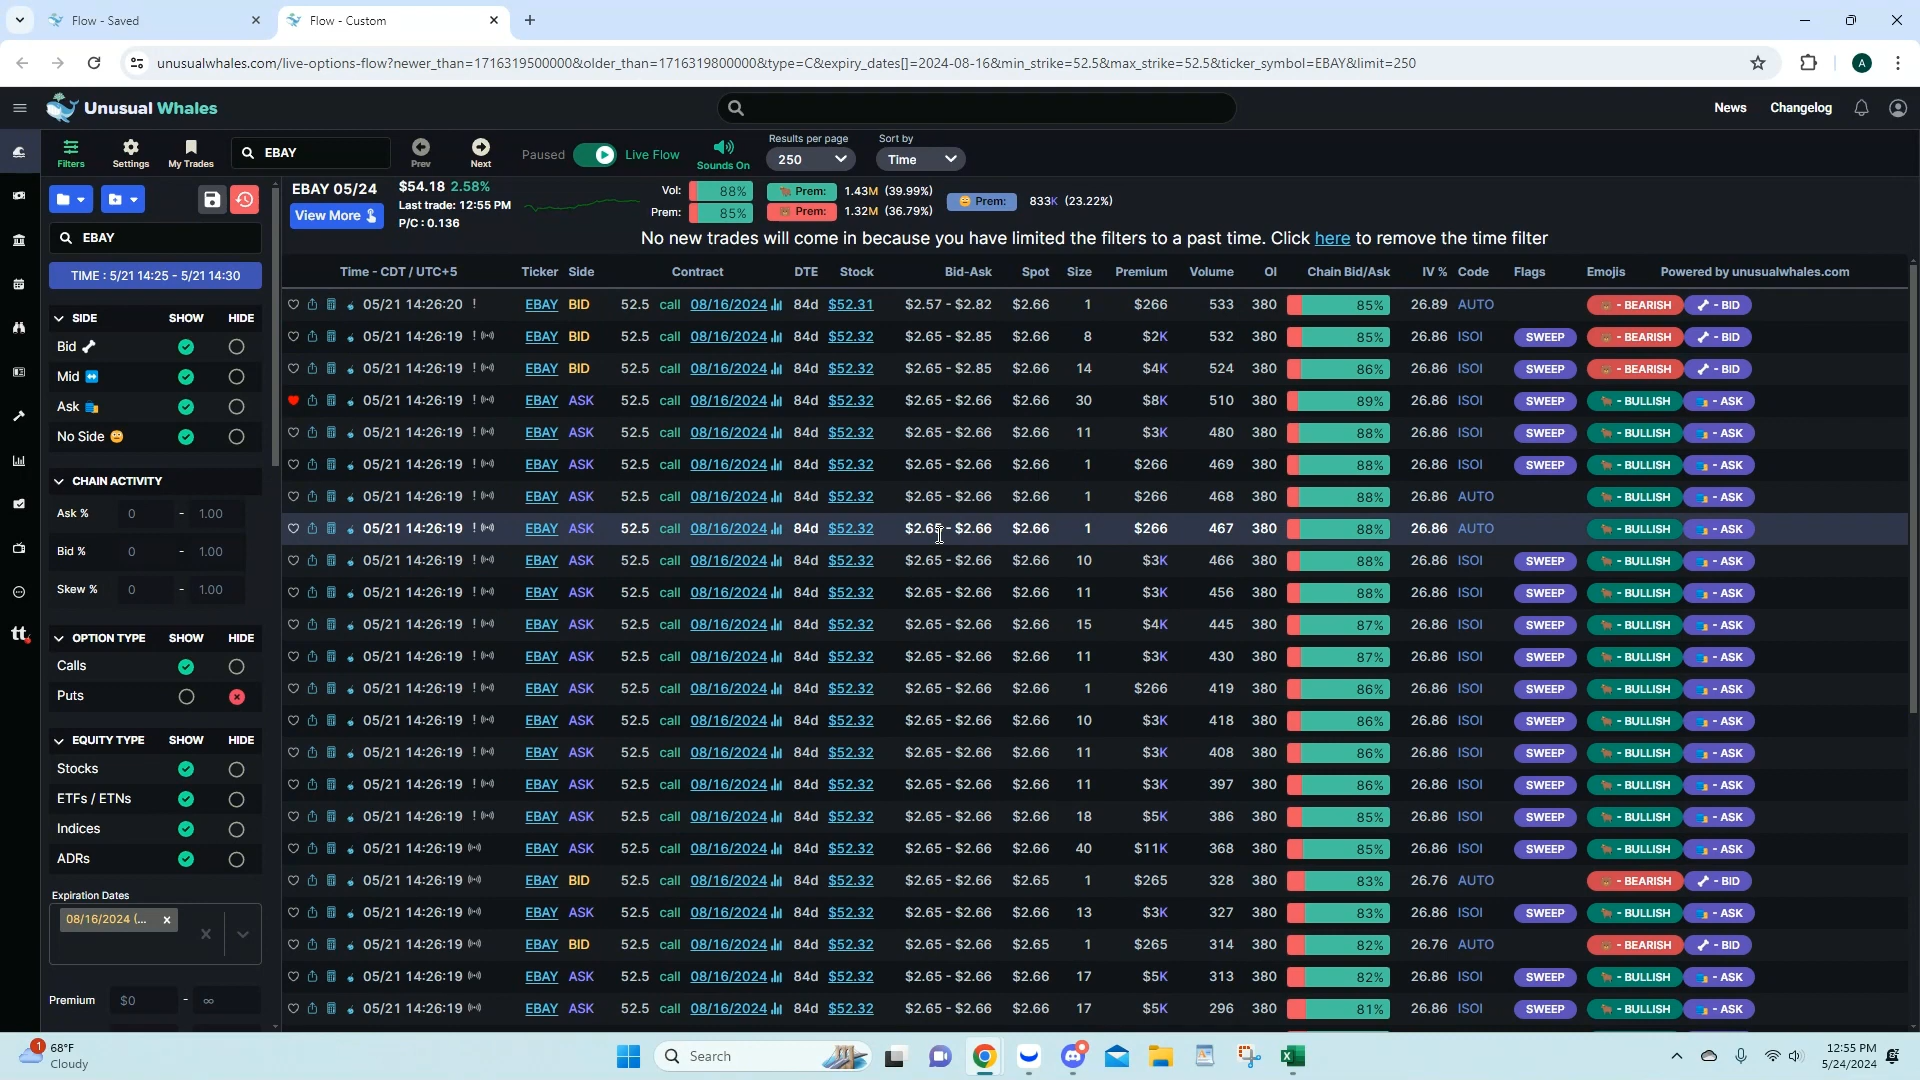 Flow - Saved
Flow - Custom
unusualwhales.com/live-options-flow?newer_than=1716319500000&older_than=1716319800000&type=C&expiry_dates[]=2024-08-16&min_strike=52.5&max_strike=52.5&ticker_symbol=EBAY&limit=250
A
Unusual Whales
News
Changelog
Filters
Settings
My Trades
EBAY
Prev
Next
Paused
Live Flow
Sounds On
Results per page
250
Sort by
Time
EBAY
TIME : 5/21 14:25 - 5/21 14:30
SIDE SHOW HIDE
Bid
Mid
Ask
No Side
CHAIN ACTIVITY
Ask % 0 - 1.00
Bid % 0 - 1.00
Skew % 0 - 1.00
OPTION TYPE SHOW HIDE
Calls
Puts
EQUITY TYPE SHOW HIDE
Stocks
ETFs / ETNs
Indices
ADRs
Expiration Dates
08/16/2024 (...
Premium $0 - ∞
tt
EBAY 05/24
View More
$54.18 2.58%
Last trade: 12:55 PM
P/C : 0.136
Vol: 88%
Prem: 85%
Prem: 1.43M (39.99%)
Prem: 1.32M (36.79%)
Prem: 833K (23.22%)
No new trades will come in because you have limited the filters to a past time. Click here to remove the time filter
Time - CDT / UTC+5 Ticker Side Contract DTE Stock Bid-Ask Spot Size Premium Volume OI Chain Bid/Ask IV % Code Flags Emojis Powered by unusualwhales.com
05/21 14:26:20 ! EBAY BID 52.5 call 08/16/2024 84d $52.31 $2.57 - $2.82 $2.66 1 $266 533 380 85% 26.89 AUTO - BEARISH - BID
05/21 14:26:19 ! EBAY BID 52.5 call 08/16/2024 84d $52.32 $2.65 - $2.85 $2.66 8 $2K 532 380 85% 26.86 ISOI SWEEP - BEARISH - BID
05/21 14:26:19 ! EBAY BID 52.5 call 08/16/2024 84d $52.32 $2.65 - $2.85 $2.66 14 $4K 524 380 86% 26.86 ISOI SWEEP - BEARISH - BID
05/21 14:26:19 ! EBAY ASK 52.5 call 08/16/2024 84d $52.32 $2.65 - $2.66 $2.66 30 $8K 510 380 89% 26.86 ISOI SWEEP - BULLISH - ASK
05/21 14:26:19 ! EBAY ASK 52.5 call 08/16/2024 84d $52.32 $2.65 - $2.66 $2.66 11 $3K 480 380 88% 26.86 ISOI SWEEP - BULLISH - ASK
05/21 14:26:19 ! EBAY ASK 52.5 call 08/16/2024 84d $52.32 $2.65 - $2.66 $2.66 1 $266 469 380 88% 26.86 ISOI SWEEP - BULLISH - ASK
05/21 14:26:19 ! EBAY ASK 52.5 call 08/16/2024 84d $52.32 $2.65 - $2.66 $2.66 1 $266 468 380 88% 26.86 AUTO - BULLISH - ASK
05/21 14:26:19 ! EBAY ASK 52.5 call 08/16/2024 84d $52.32 $2.65 - $2.66 $2.66 1 $266 467 380 88% 26.86 AUTO - BULLISH - ASK
05/21 14:26:19 ! EBAY ASK 52.5 call 08/16/2024 84d $52.32 $2.65 - $2.66 $2.66 10 $3K 466 380 88% 26.86 ISOI SWEEP - BULLISH - ASK
05/21 14:26:19 ! EBAY ASK 52.5 call 08/16/2024 84d $52.32 $2.65 - $2.66 $2.66 11 $3K 456 380 88% 26.86 ISOI SWEEP - BULLISH - ASK
05/21 14:26:19 ! EBAY ASK 52.5 call 08/16/2024 84d $52.32 $2.65 - $2.66 $2.66 15 $4K 445 380 87% 26.86 ISOI SWEEP - BULLISH - ASK
05/21 14:26:19 ! EBAY ASK 52.5 call 08/16/2024 84d $52.32 $2.65 - $2.66 $2.66 11 $3K 430 380 87% 26.86 ISOI SWEEP - BULLISH - ASK
05/21 14:26:19 ! EBAY ASK 52.5 call 08/16/2024 84d $52.32 $2.65 - $2.66 $2.66 1 $266 419 380 86% 26.86 ISOI SWEEP - BULLISH - ASK
05/21 14:26:19 ! EBAY ASK 52.5 call 08/16/2024 84d $52.32 $2.65 - $2.66 $2.66 10 $3K 418 380 86% 26.86 ISOI SWEEP - BULLISH - ASK
05/21 14:26:19 ! EBAY ASK 52.5 call 08/16/2024 84d $52.32 $2.65 - $2.66 $2.66 11 $3K 408 380 86% 26.86 ISOI SWEEP - BULLISH - ASK
05/21 14:26:19 ! EBAY ASK 52.5 call 08/16/2024 84d $52.32 $2.65 - $2.66 $2.66 11 $3K 397 380 86% 26.86 ISOI SWEEP - BULLISH - ASK
05/21 14:26:19 ! EBAY ASK 52.5 call 08/16/2024 84d $52.32 $2.65 - $2.66 $2.66 18 $5K 386 380 85% 26.86 ISOI SWEEP - BULLISH - ASK
05/21 14:26:19 EBAY ASK 52.5 call 08/16/2024 84d $52.32 $2.65 - $2.66 $2.66 40 $11K 368 380 85% 26.86 ISOI SWEEP - BULLISH - ASK
05/21 14:26:19 EBAY BID 52.5 call 08/16/2024 84d $52.32 $2.65 - $2.66 $2.65 1 $265 328 380 83% 26.76 AUTO - BEARISH - BID
05/21 14:26:19 EBAY ASK 52.5 call 08/16/2024 84d $52.32 $2.65 - $2.66 $2.66 13 $3K 327 380 83% 26.86 ISOI SWEEP - BULLISH - ASK
05/21 14:26:19 EBAY BID 52.5 call 08/16/2024 84d $52.32 $2.65 - $2.66 $2.65 1 $265 314 380 82% 26.76 AUTO - BEARISH - BID
05/21 14:26:19 EBAY ASK 52.5 call 08/16/2024 84d $52.32 $2.65 - $2.66 $2.66 17 $5K 313 380 82% 26.86 ISOI SWEEP - BULLISH - ASK
05/21 14:26:19 EBAY ASK 52.5 call 08/16/2024 84d $52.32 $2.65 - $2.66 $2.66 17 $5K 296 380 81% 26.86 ISOI SWEEP - BULLISH - ASK
1
68°F
Cloudy
Search
12:55 PM
5/24/2024